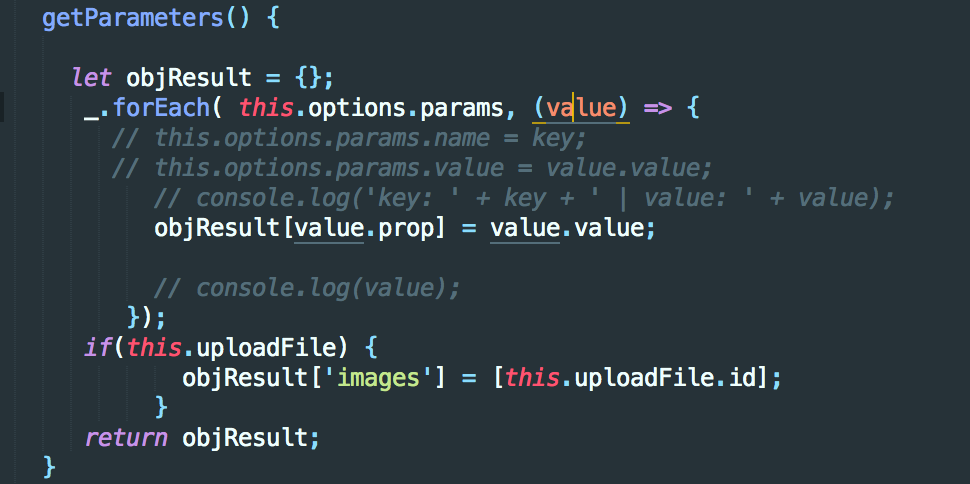 getParameters() {
let objResult = {};
_.forEach( this.options.params, (value) => {
// this.options.params.name = key;
// this.options.params.value = value.value;
// console.log('key: ' + key + ' | value: ' + value);
objResult[value.prop] = value.value;
// console.log(value);
});
if(this.uploadFile) {
objResult['images'] = [this.uploadFile.id];
}
return objResult;
}